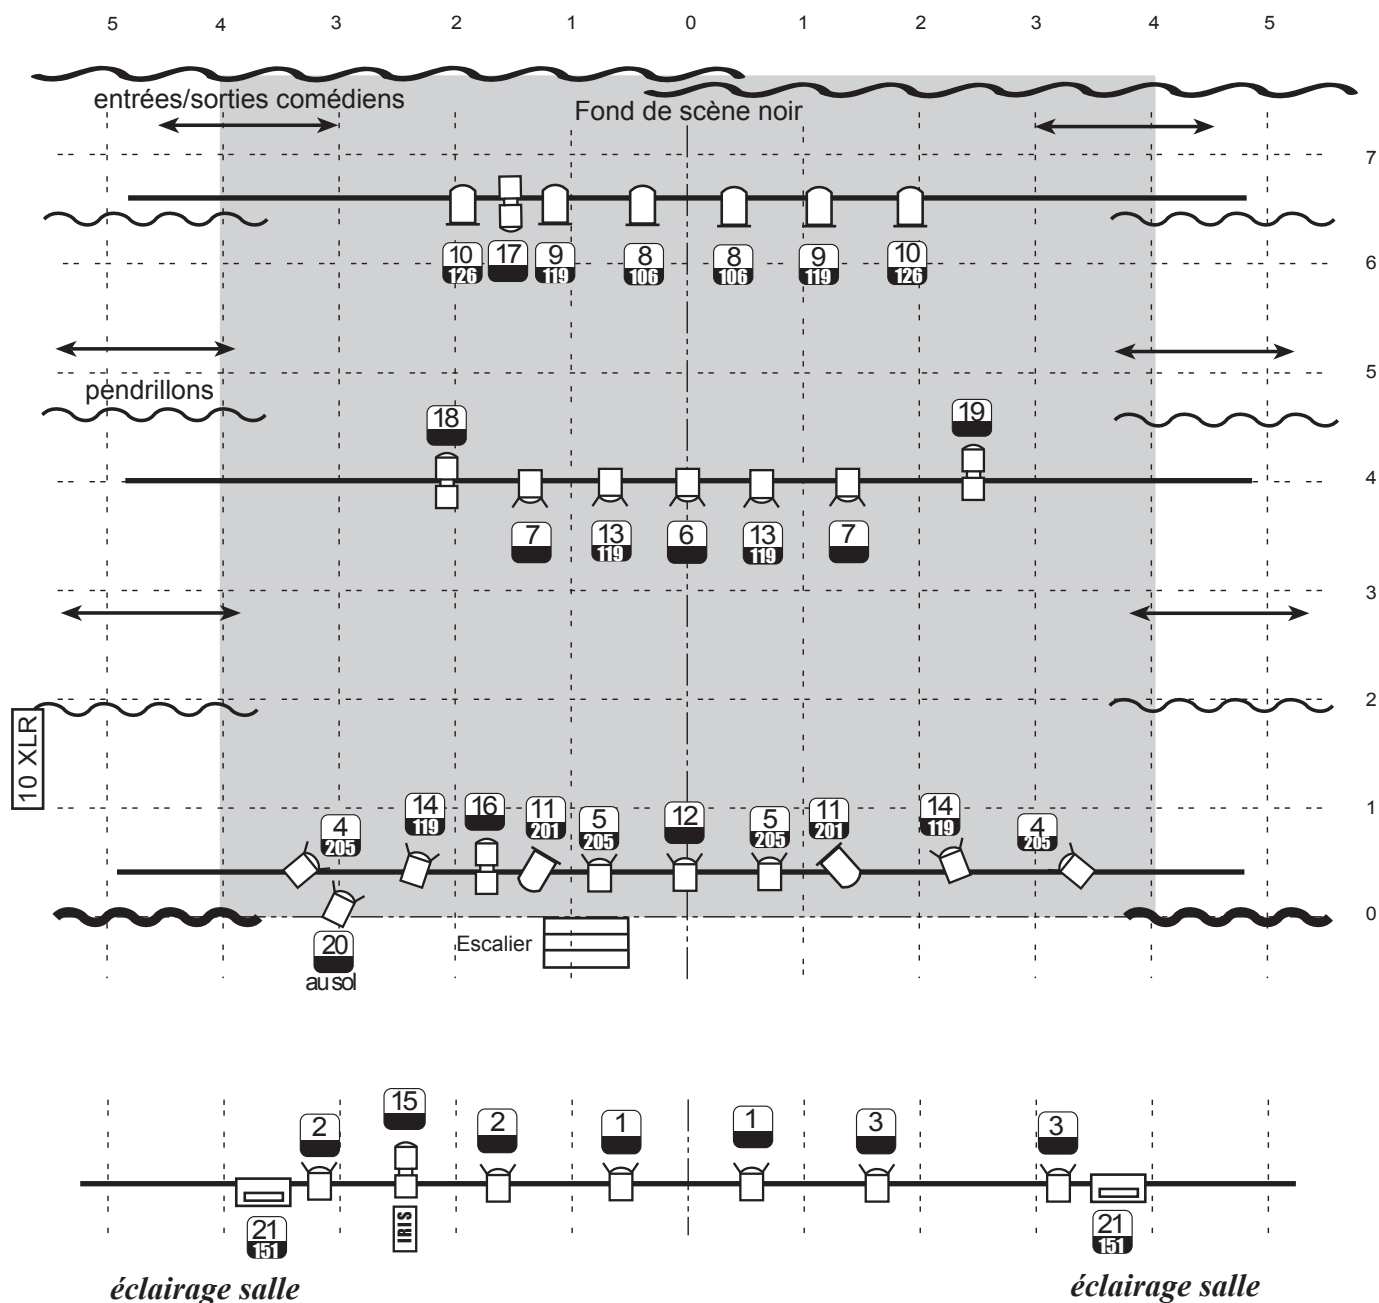 5 4 3 2 1 0 1 2 3 4 5
entrées/sorties comédiens
Fond de scène noir
7
10 17 9 8 8 9 10
126 119 106 106 119 126
6
5
pendrillons
18 19
4
7 13 6 13 7
119 119
3
2
10 XLR
1
4 14 16 11 5 12 5 11 14 4
205 119 201 205 205 201 119 205
0
20
au sol
Escalier
2 15 2 1 1 3 3
IRIS
21 21
151 151
éclairage salle
éclairage salle